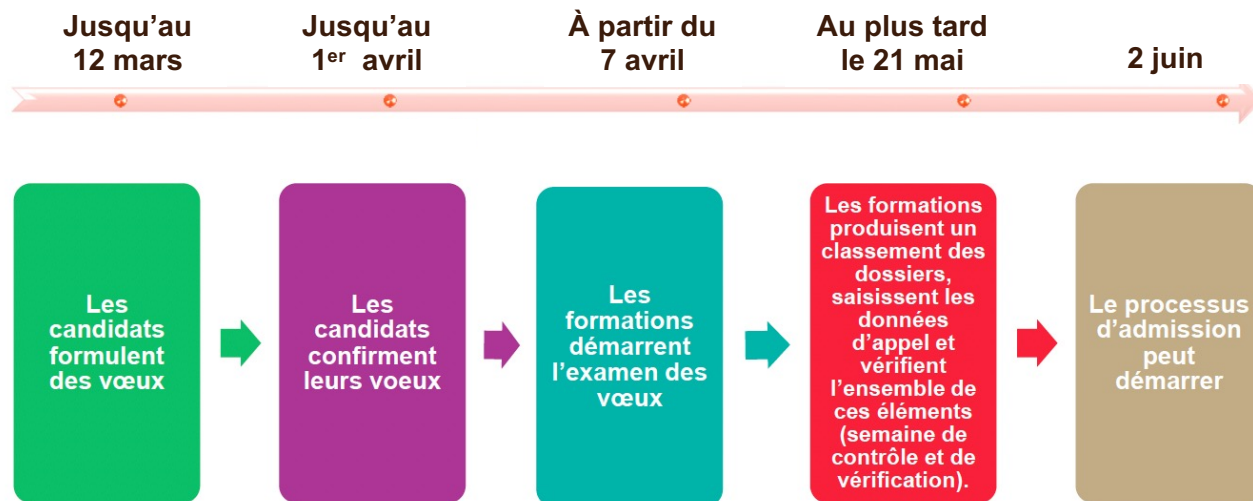 Jusqu’au
12 mars
Jusqu’au
1er avril
À partir du
7 avril
Au plus tard
le 21 mai
2 juin
Les
candidats
formulent
des vœux
Les
candidats
confirment
leurs voeux
Les
formations
démarrent
l’examen des
vœux
Les formations
produisent un
classement des
dossiers,
saisissent les
données
d’appel et
vérifient
l’ensemble de
ces éléments
(semaine de
contrôle et de
vérification).
Le processus
d’admission
peut
démarrer